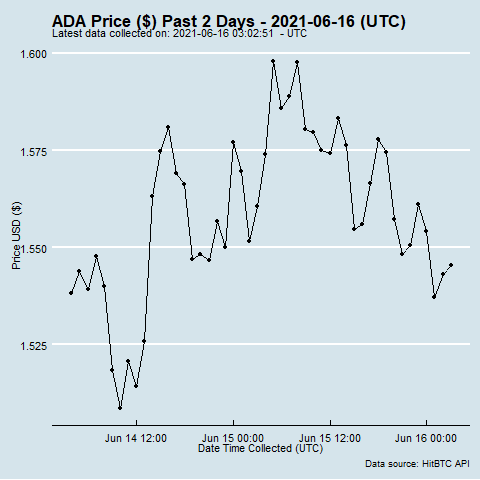 ADA Price ($) Past 2 Days - 2021-06-16 (UTC)
Latest data collected on: 2021-06-16 03:02:51 - UTC
1.600
1.575
1.550
1.525
Price USD ($)
Jun 14 12:00 Jun 15 00:00 Jun 15 12:00 Jun 16 00:00
Date Time Collected (UTC)
Data source: HitBTC API